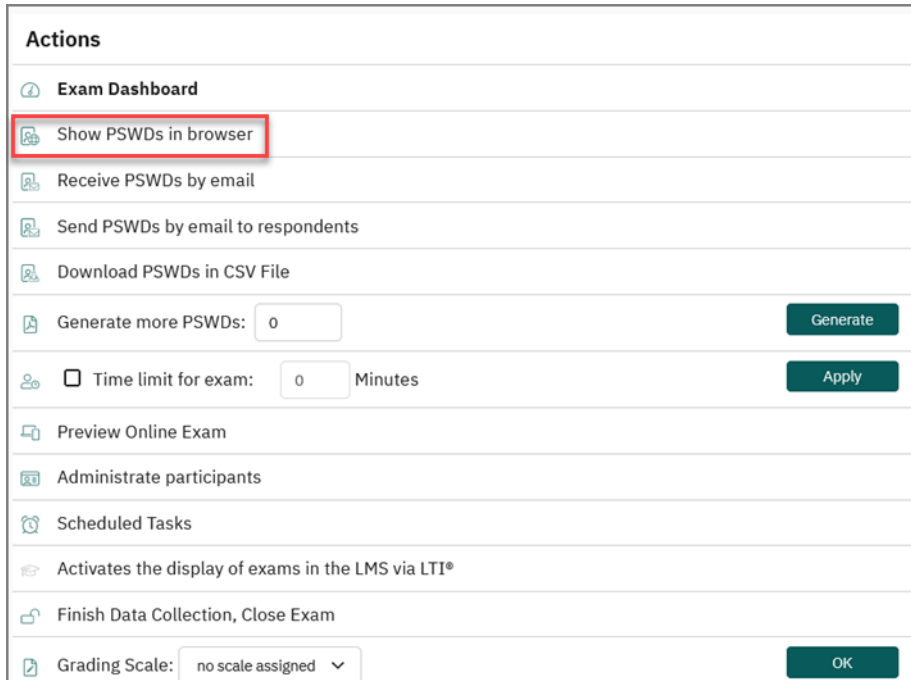 Actions
Exam Dashboard
Show PSWDs in browser
Receive PSWDs by email
Send PSWDs by email to respondents
Download PSWDs in CSV File
Generate more PSWDs: 0 Generate
Time limit for exam: 0 Minutes Apply
Preview Online Exam
Administrate participants
Scheduled Tasks
Activates the display of exams in the LMS via LTI®
Finish Data Collection, Close Exam
Grading Scale: no scale assigned OK